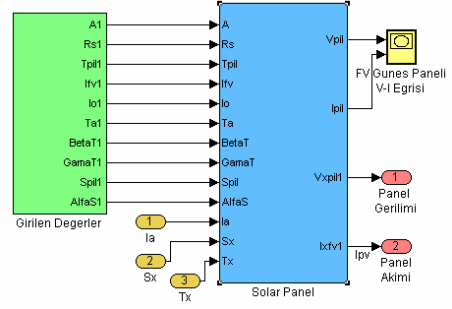 A1
Rs1
Tpil1
Ifv1
Io1
Ta1
BetaT1
GamaT1
Spil1
AlfaS1
Girilen Degerler
1
Ia
2
Sx
3
Tx
A
Rs
Tpil
Ifv
Io
Ta
BetaT
GamaT
Spil
AlfaS
Ia
Sx
Tx
Vpil
Ipil
Vxpil1
Ixfv1
Solar Panel
FV Gunes Paneli
V-I Egrisi
1
Panel
Gerilimi
Ipv
2
Panel
Akimi